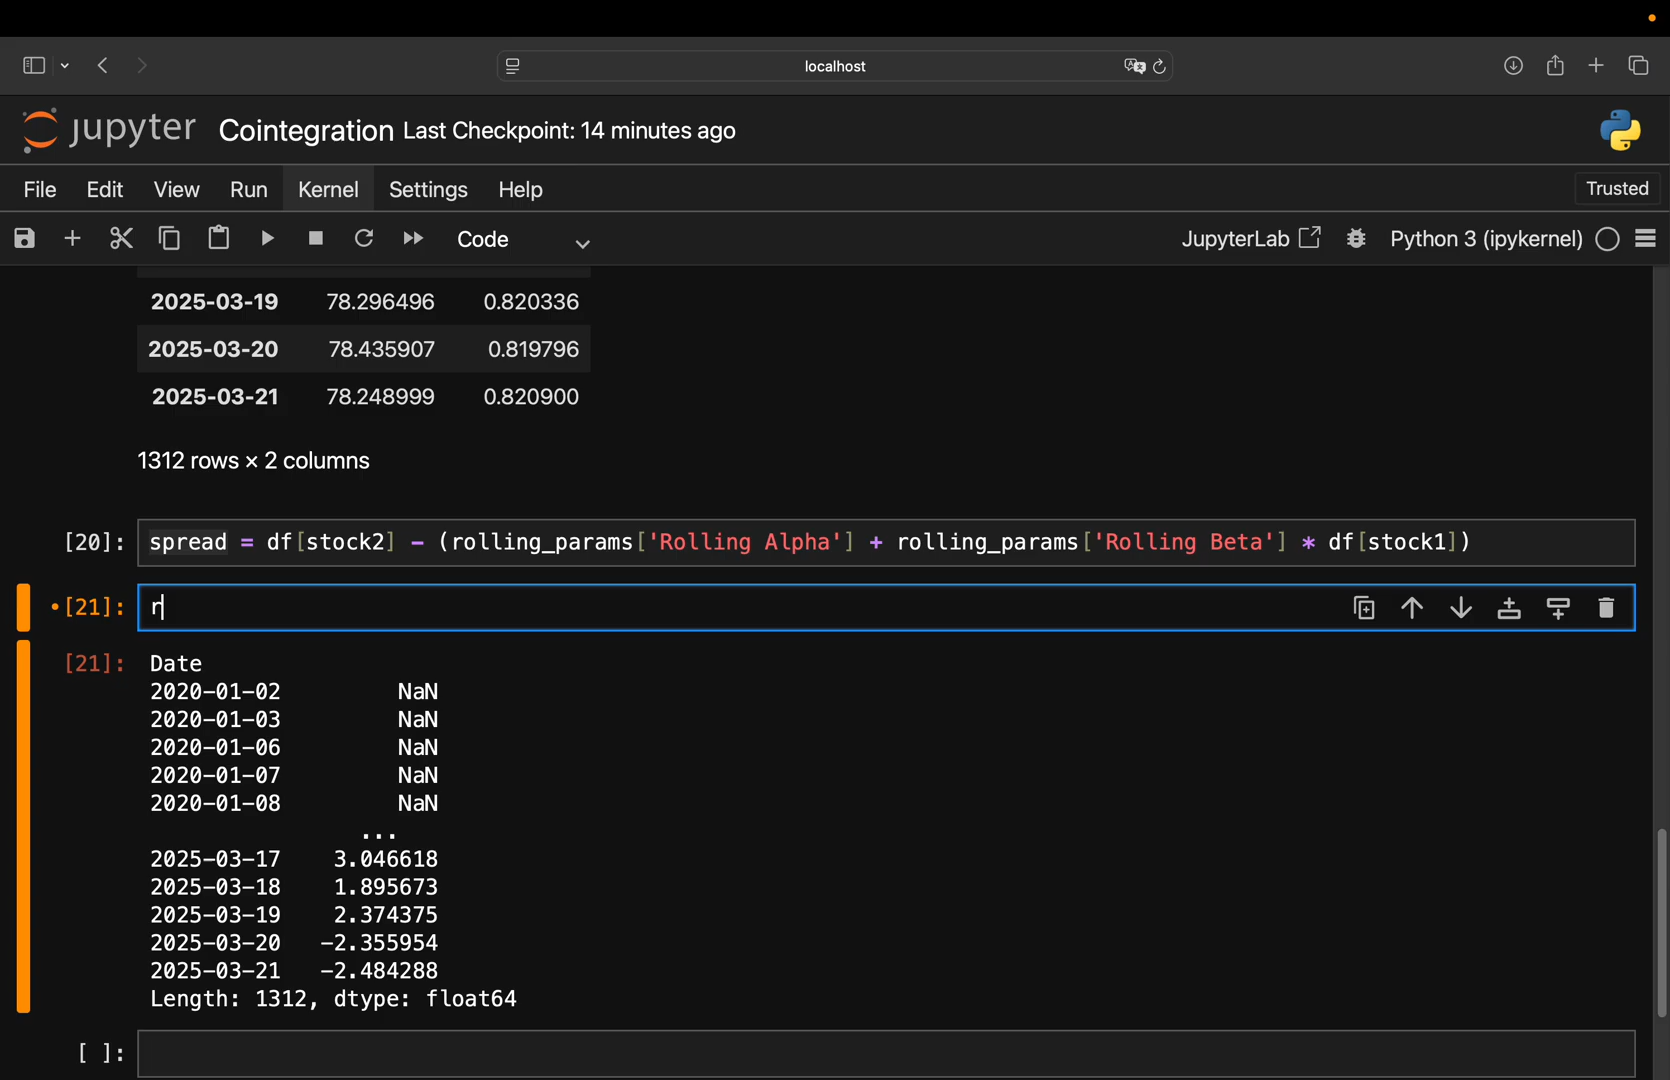 localhost
jupyter Cointegration Last Checkpoint: 14 minutes ago
File Edit View Run Kernel Settings Help Trusted
Code JupyterLab Python 3 (ipykernel)
2025-03-19 78.296496 0.820336
2025-03-20 78.435907 0.819796
2025-03-21 78.248999 0.820900
1312 rows × 2 columns
[20]: spread = df[stock2] - (rolling_params['Rolling Alpha'] + rolling_params['Rolling Beta'] * df[stock1])
[21]: r
[21]: Date
2020-01-02 NaN
2020-01-03 NaN
2020-01-06 NaN
2020-01-07 NaN
2020-01-08 NaN
...
2025-03-17 3.046618
2025-03-18 1.895673
2025-03-19 2.374375
2025-03-20 -2.355954
2025-03-21 -2.484288
Length: 1312, dtype: float64
[ ]: